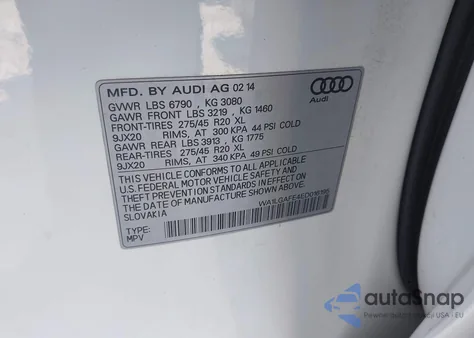 MFD. BY AUDI AG 02 14
GVWR LBS 6790 , KG 3080
GAWR FRONT LBS 3219 , KG 1460
FRONT-TIRES 275/45 R20 XL
9JX20 RIMS, AT 300 KPA 44 PSI COLD
GAWR REAR LBS 3913 , KG 1775
REAR-TIRES 275/45 R20 XL
9JX20 RIMS, AT 340 KPA 49 PSI COLD
THIS VEHICLE CONFORMS TO ALL APPLICABLE
U.S.FEDERAL MOTOR VEHICLE SAFETY AND
THEFT PREVENTION STANDARDS IN EFFECT ON
THE DATE OF MANUFACTURE SHOWN ABOVE.
SLOVAKIA
TYPE:
MPV
Audi
autoSnap